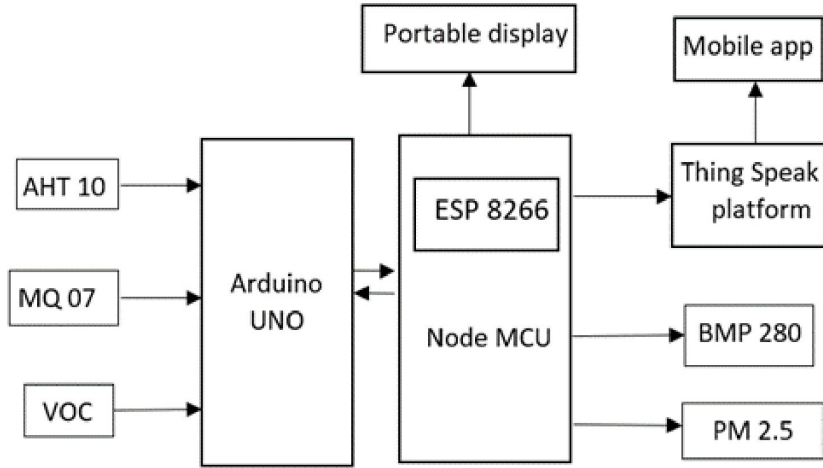 Portable display
Mobile app
AHT 10
MQ 07
VOC
Arduino
UNO
ESP 8266
Node MCU
Thing Speak
platform
BMP 280
PM 2.5